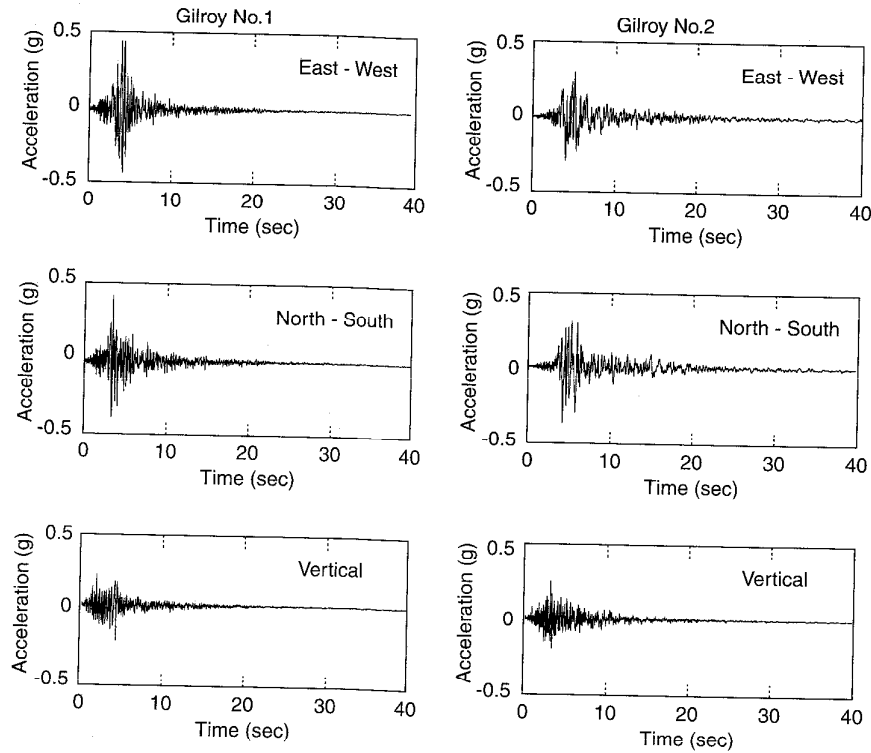 Gilroy No.1
0.5
0
-0.5
Acceleration (g)
East - West
0 10 20 30 40
Time (sec)
Gilroy No.2
0.5
0
-0.5
Acceleration (g)
East - West
0 10 20 30 40
Time (sec)
0.5
0
-0.5
Acceleration (g)
North - South
0 10 20 30 40
Time (sec)
0.5
0
-0.5
Acceleration (g)
North - South
0 10 20 30 40
Time (sec)
0.5
0
-0.5
Acceleration (g)
Vertical
0 10 20 30 40
Time (sec)
0.5
0
-0.5
Acceleration (g)
Vertical
0 10 20 30 40
Time (sec)